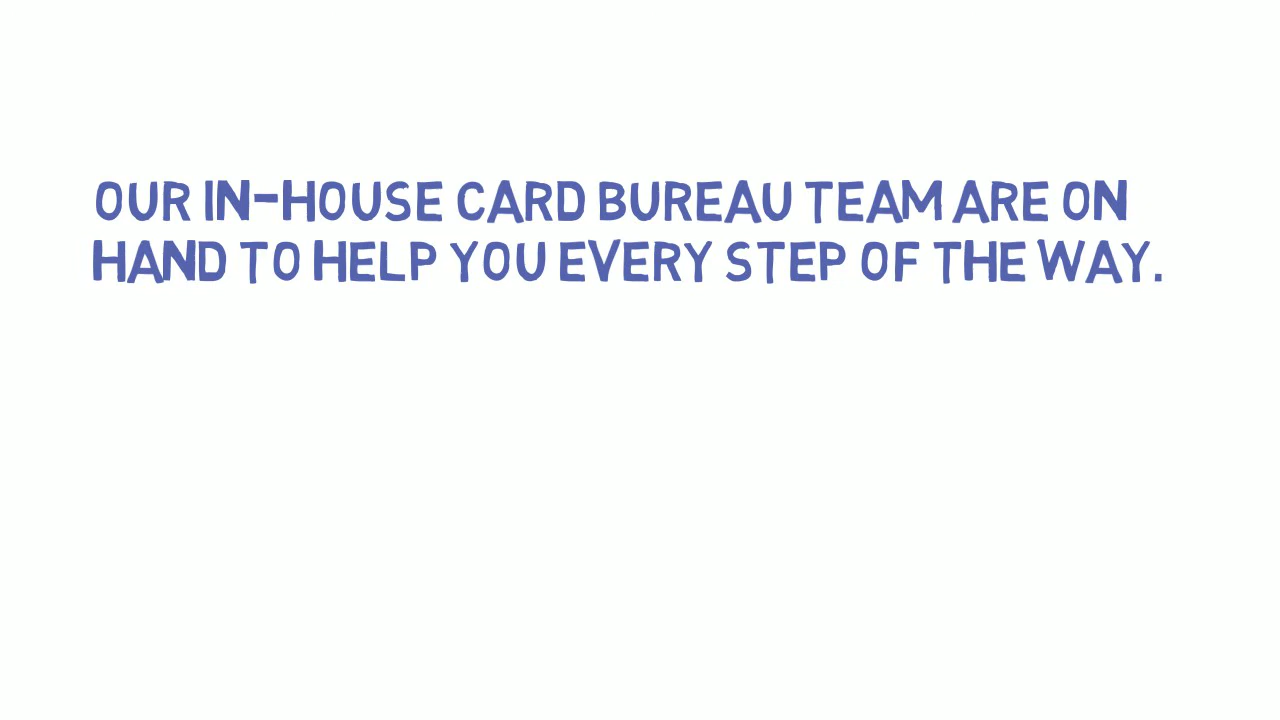 OUR IN-HOUSE CARD BUREAU TEAM ARE ON
HAND TO HELP YOU EVERY STEP OF THE WAY.